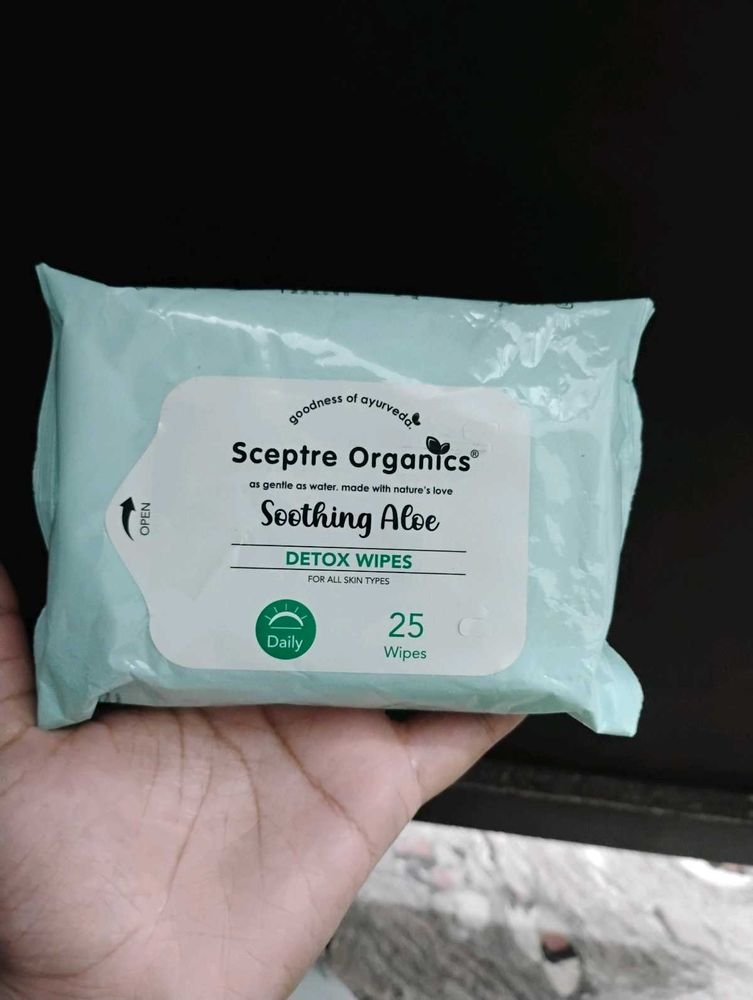 goodness of ayurveda.
Sceptre Organics®
as gentle as water. made with nature's love
Soothing Aloe
DETOX WIPES
FOR ALL SKIN TYPES
OPEN
Daily
25
Wipes